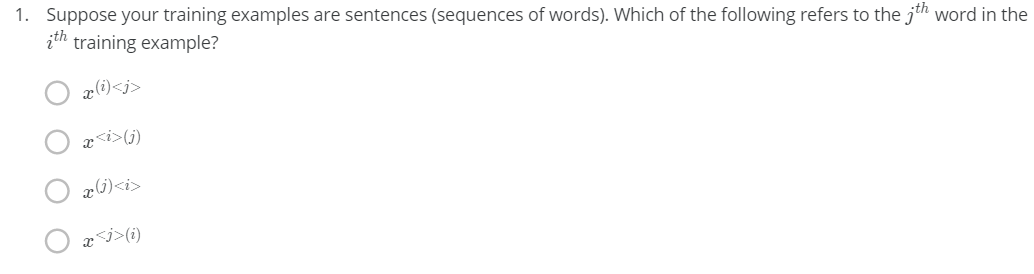 1. Suppose your training examples are sentences (sequences of words). Which of the following refers to the j^{th} word in the
i^{th} training example?
x^{(i)<j>}
x^{<i>(j)}
x^{(j)<i>}
x^{<j>(i)}